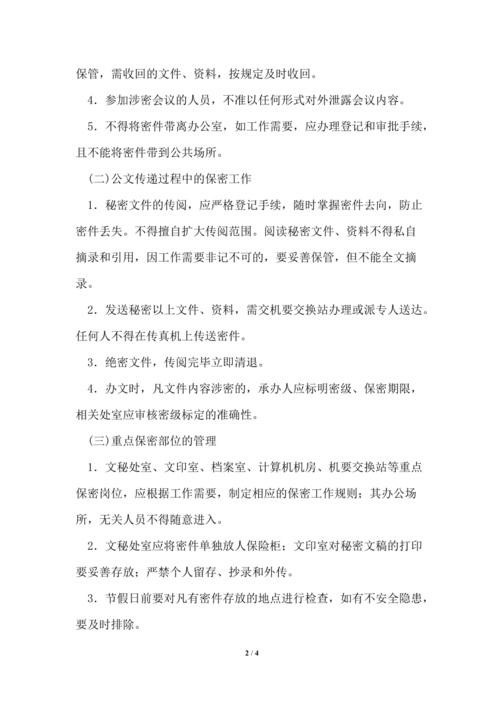 保管，需收回的文件、资料，按规定及时收回。
4．参加涉密会议的人员，不准以任何形式对外泄露会议内容。
5．不得将密件带离办公室，如工作需要，应办理登记和审批手续，
且不能将密件带到公共场所。
(二)公文传递过程中的保密工作
1．秘密文件的传阅，应严格登记手续，随时掌握密件去向，防止
密件丢失。不得擅自扩大传阅范围。阅读秘密文件、资料不得私自
摘录和引用，因工作需要非记不可的，要妥善保管，但不能全文摘
录。
2．发送秘密以上文件、资料，需交机要交换站办理或派专人送达。
任何人不得在传真机上传送密件。
3．绝密文件，传阅完毕立即清退。
4．办文时，凡文件内容涉密的，承办人应标明密级、保密期限，
相关处室应审核密级标定的准确性。
(三)重点保密部位的管理
1．文秘处室、文印室、档案室、计算机机房、机要交换站等重点
保密岗位，应根据工作需要，制定相应的保密工作规则；其办公场
所，无关人员不得随意进入。
2．文秘处室应将密件单独放人保险柜；文印室对秘密文稿的打印
要妥善存放；严禁个人留存、抄录和外传。
3．节假日前要对凡有密件存放的地点进行检查，如有不安全隐患，
要及时排除。
2 / 4